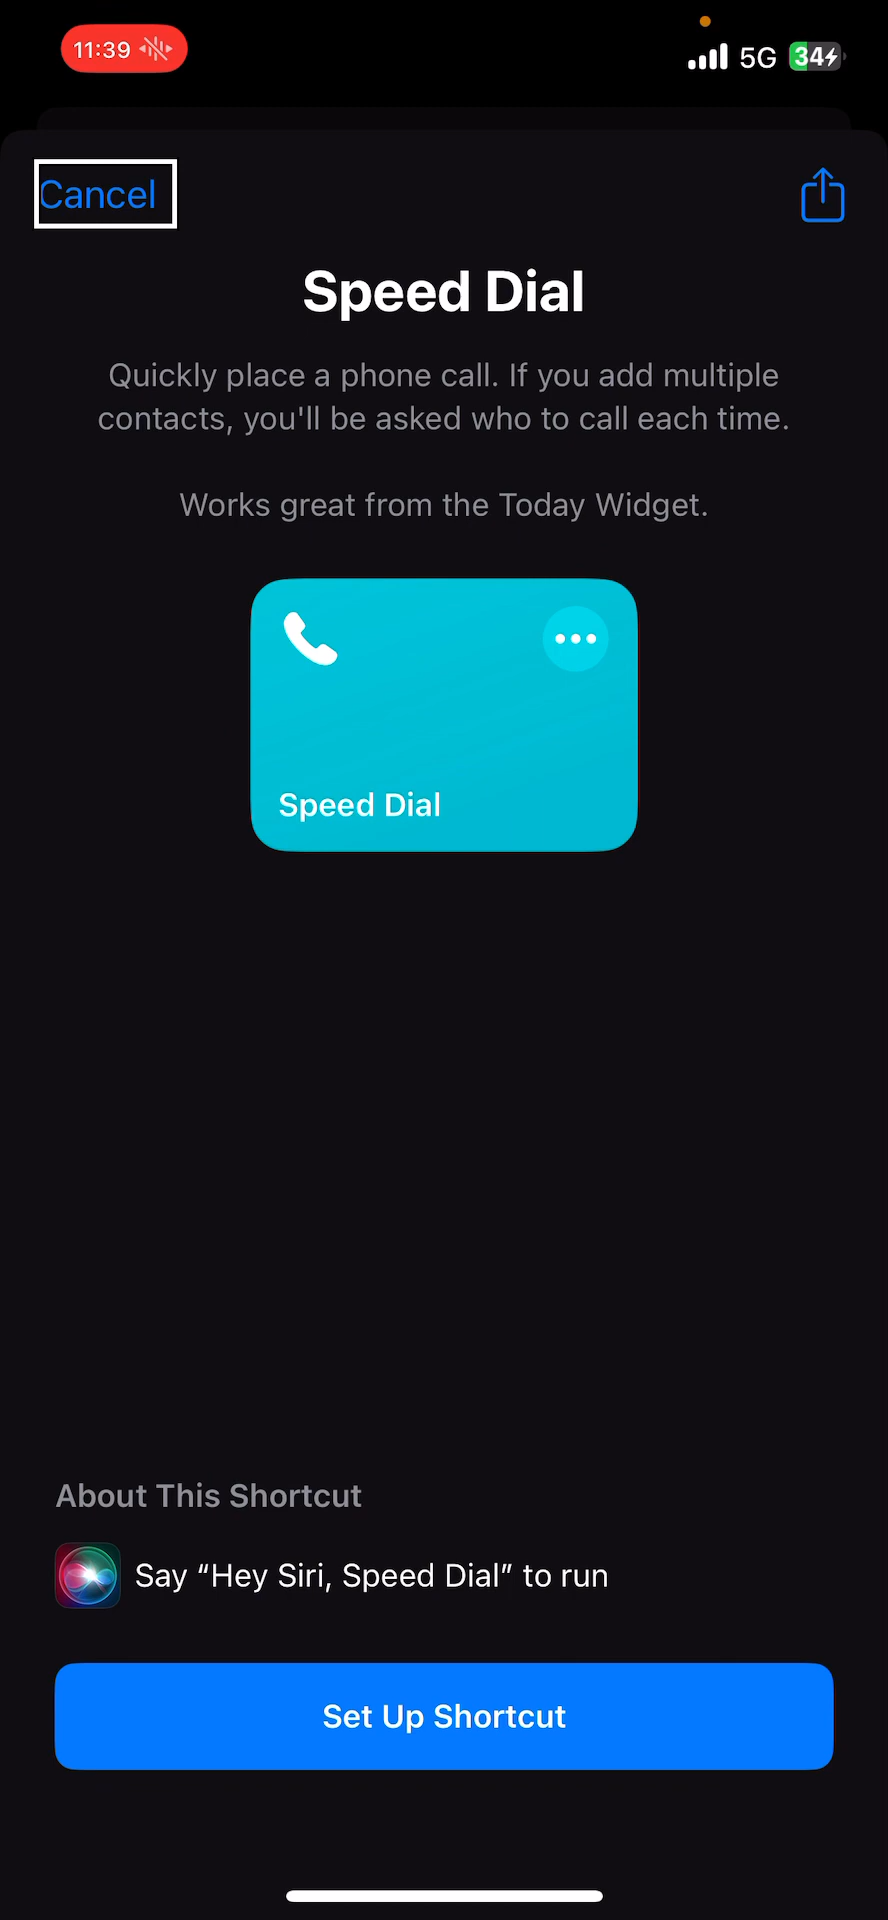 11:39
5G
34
Cancel
Speed Dial
Quickly place a phone call. If you add multiple
contacts, you'll be asked who to call each time.
Works great from the Today Widget.
Speed Dial
About This Shortcut
Say “Hey Siri, Speed Dial” to run
Set Up Shortcut